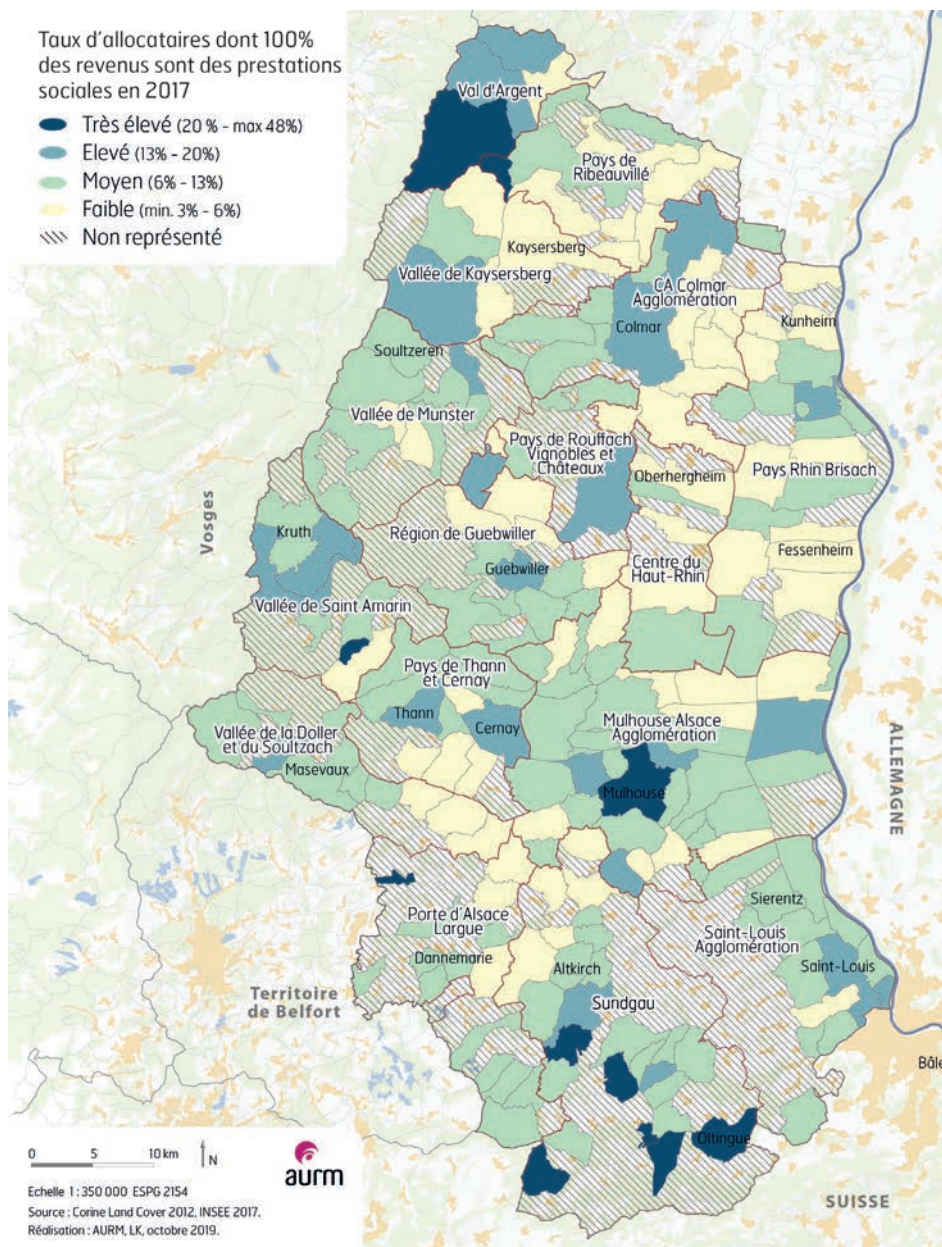 Taux d'allocataires dont 100%
des revenus sont des prestations
sociales en 2017
Très élevé (20 % - max 48%)
Elevé (13% - 20%)
Moyen (6% - 13%)
Faible (min. 3% - 6%)
Non représenté
Val d'Argent
Pays de
Ribeauvillé
Kaysersberg
Vallée de Kaysersberg
CA Colmar
Agglomération
Colmar
Kunheim
Soultzeren
Vallée de Munster
Pays de Rouffach
Vignobles et
Châteaux
Oberhergheim
Pays Rhin Brisach
Vosges
Kruth
Région de Guebwiller
Guebwiller
Centre du
Haut-Rhin
Fessenheim
Vallée de Saint Amarin
Pays de Thann
et Cernay
Thann
Cernay
Mulhouse Alsace
Agglomération
Vallée de la Doller
et du Soultzach
Masevaux
Mulhouse
ALLEMAGNE
Porte d'Alsace
Largue
Dannemarie
Sierentz
Saint-Louis
Agglomération
Saint-Louis
Altkirch
Sundgau
Territoire
de Belfort
Bâle
Oltingue
SUISSE
0 5 10 km
N
aurm
Echelle 1 : 350 000 ESPG 2154
Source : Corine Land Cover 2012, INSEE 2017.
Réalisation : AURM, LK, octobre 2019.